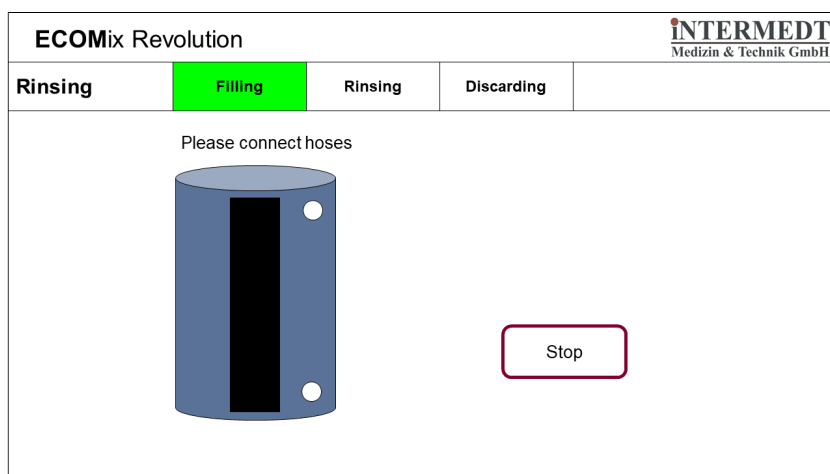 ECOMix Revolution
iNTERMEDT
Medizin & Technik GmbH
Rinsing
Filling
Rinsing
Discarding
Please connect hoses
Stop